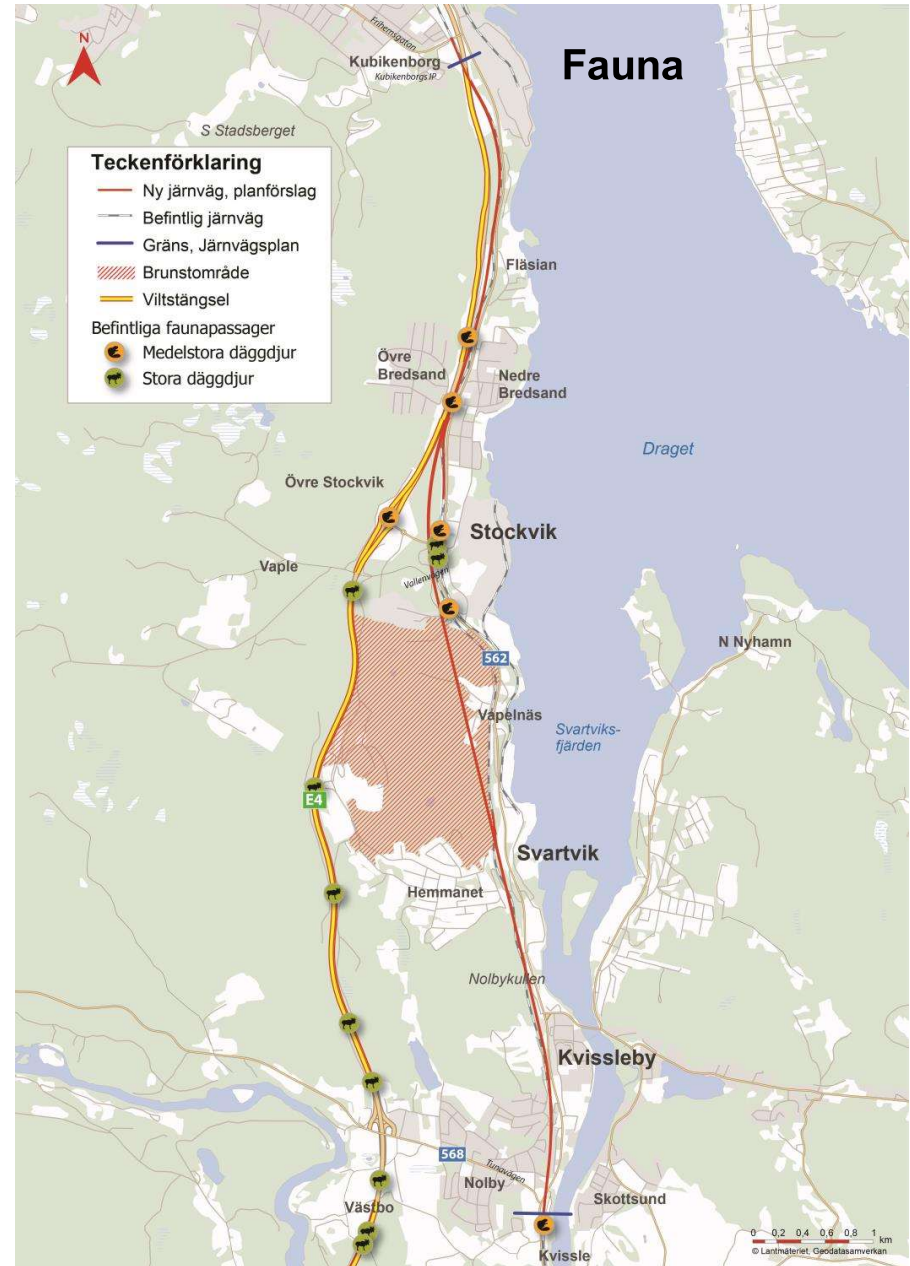 Fauna
N
Frihemsgatan
Kubikenborg
Kubikenborgs IP
S Stadsberget
Teckenförklaring
Ny järnväg, planförslag
Befintlig järnväg
Gräns, Järnvägsplan
Brunstområde
Viltstängsel
Befintliga faunapassager
Medelstora däggdjur
Stora däggdjur
Fläsian
Övre
Bredsand
Nedre
Bredsand
Draget
Övre Stockvik
Stockvik
Vaple
Vallenvägen
N Nyhamn
562
Vapelnäs
Svartviks-
fjärden
E4
Svartvik
Hemmanet
Nolbykullen
Kvissleby
568
Tunavägen
Nolby
Skottsund
Västbo
Kvissle
0 0,2 0,4 0,6 0,8 1
km
© Lantmäteriet, Geodatasamverkan